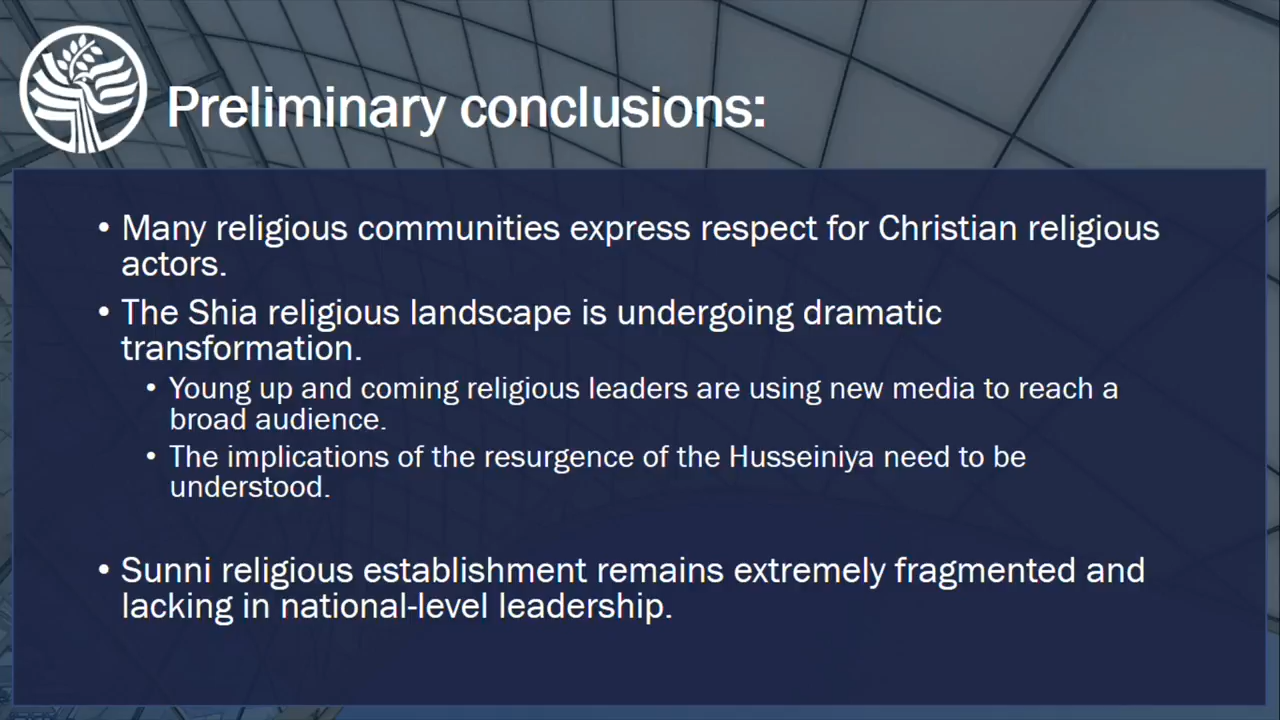 Preliminary conclusions:
• Many religious communities express respect for Christian religious
actors.
• The Shia religious landscape is undergoing dramatic
transformation.
• Young up and coming religious leaders are using new media to reach a
broad audience.
• The implications of the resurgence of the Husseiniya need to be
understood.
• Sunni religious establishment remains extremely fragmented and
lacking in national-level leadership.